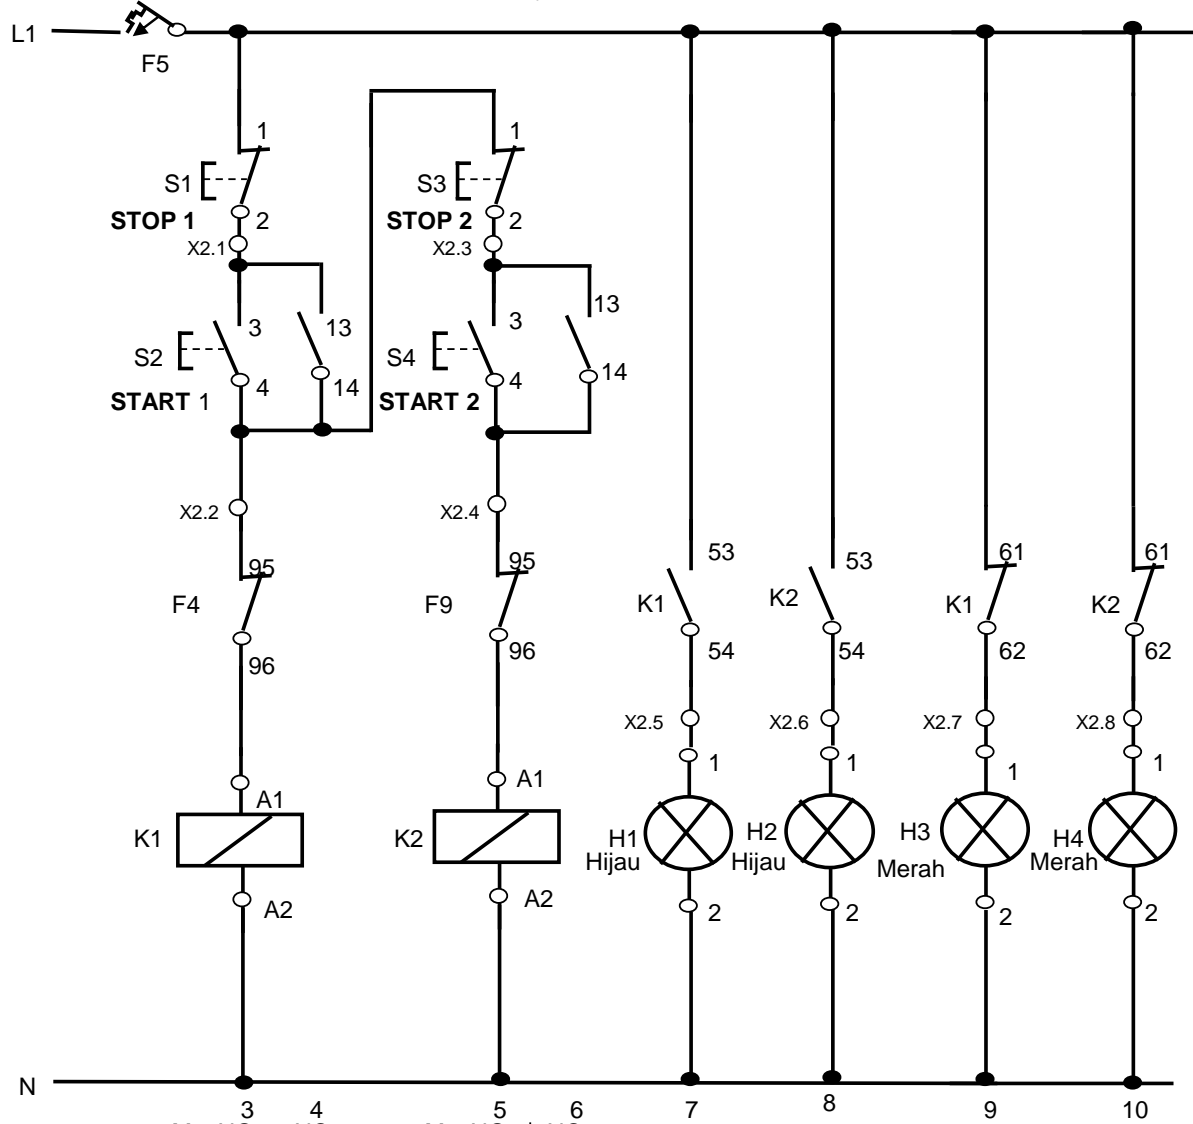 L1
F5
1
1
S1
S3
STOP 1
2
STOP 2
2
X2.1
X2.3
3
13
3
13
S2
S4
4
14
4
14
START 1
START 2
X2.2
X2.4
95
95
53
53
61
61
F4
F9
K1
K2
K1
K2
96
96
54
54
62
62
X2.5
X2.6
X2.7
X2.8
1
1
1
1
A1
A1
K1
K2
H1
Hijau
H2
Hijau
H3
Merah
H4
Merah
A2
A2
2
2
2
2
N
3
4
5
6
7
8
9
10